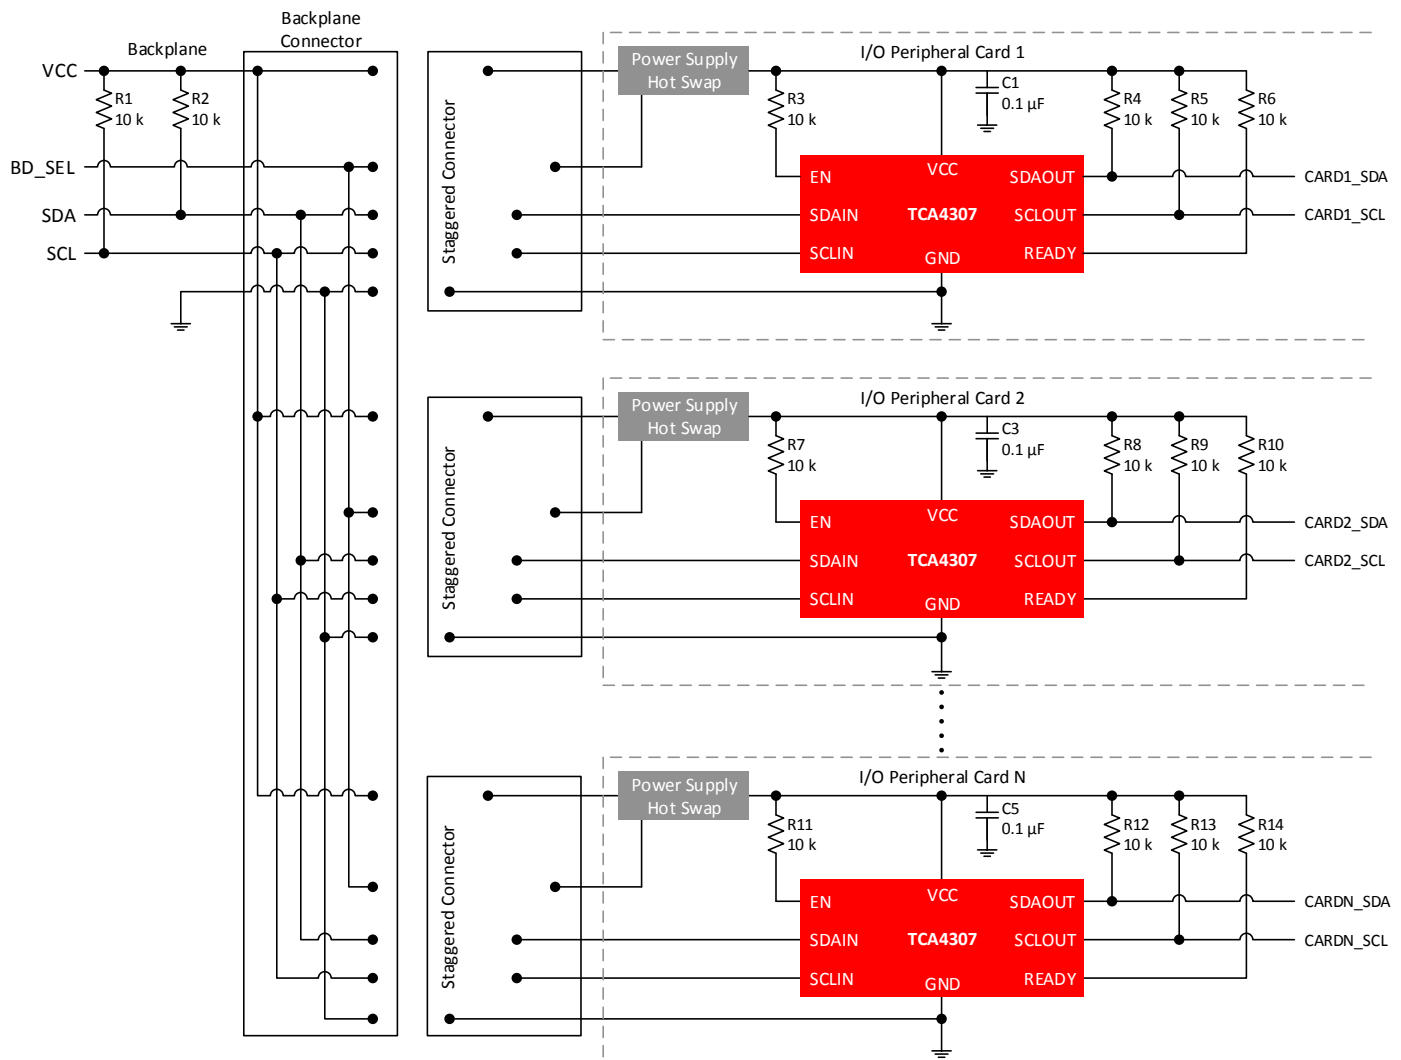 Backplane
Connector
Backplane
VCC
R1
10 k
R2
10 k
BD_SEL
SDA
SCL
Staggered Connector
Power Supply
Hot Swap
I/O Peripheral Card 1
R3
10 k
C1
0.1 µF
R4
10 k
R5
10 k
R6
10 k
EN
VCC
SDAOUT
CARD1_SDA
SDAIN
TCA4307
SCLOUT
CARD1_SCL
SCLIN
GND
READY
Staggered Connector
Power Supply
Hot Swap
I/O Peripheral Card 2
R7
10 k
C3
0.1 µF
R8
10 k
R9
10 k
R10
10 k
EN
VCC
SDAOUT
CARD2_SDA
SDAIN
TCA4307
SCLOUT
CARD2_SCL
SCLIN
GND
READY
Staggered Connector
Power Supply
Hot Swap
I/O Peripheral Card N
R11
10 k
C5
0.1 µF
R12
10 k
R13
10 k
R14
10 k
EN
VCC
SDAOUT
CARDN_SDA
SDAIN
TCA4307
SCLOUT
CARDN_SCL
SCLIN
GND
READY